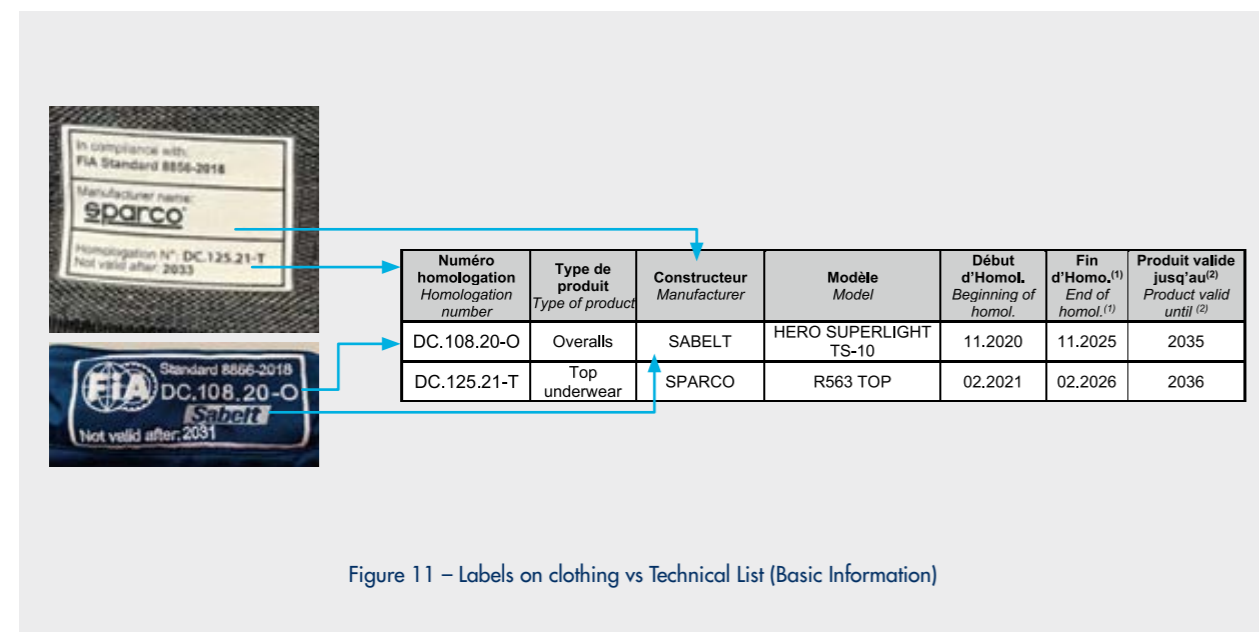 In compliance with:
FIA Standard 8856-2018
Manufacturer name:
sparco
Homologation N°: DC.125.21-T
Not valid after: 2033
FIA
Standard 8856-2018
DC.108.20-O
Sabelt
Not valid after: 2031
Numéro homologation Homologation number | Type de produit Type of product | Constructeur Manufacturer | Modèle Model | Début d'Homol. Beginning of homol. | Fin d'Homo.(1) End of homol.(1) | Produit valide jusq'au(2) Product valid until (2)
DC.108.20-O | Overalls | SABELT | HERO SUPERLIGHT TS-10 | 11.2020 | 11.2025 | 2035
DC.125.21-T | Top underwear | SPARCO | R563 TOP | 02.2021 | 02.2026 | 2036
Figure 11 – Labels on clothing vs Technical List (Basic Information)